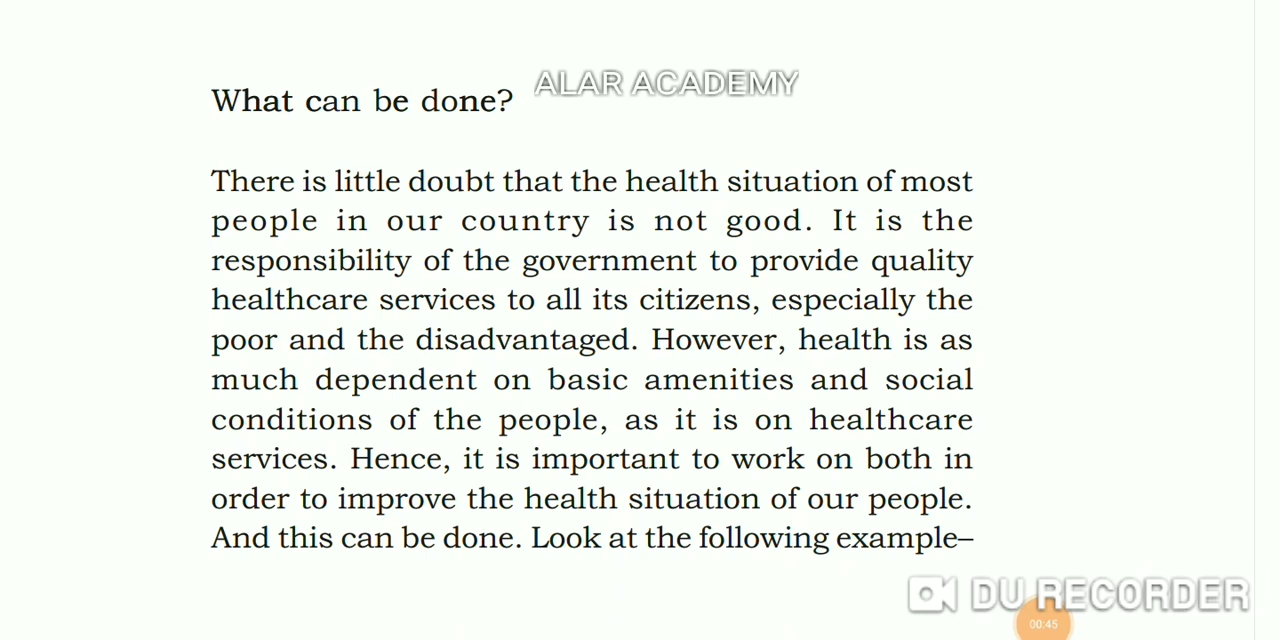 ALAR ACADEMY
What can be done?
There is little doubt that the health situation of most
people in our country is not good. It is the
responsibility of the government to provide quality
healthcare services to all its citizens, especially the
poor and the disadvantaged. However, health is as
much dependent on basic amenities and social
conditions of the people, as it is on healthcare
services. Hence, it is important to work on both in
order to improve the health situation of our people.
And this can be done. Look at the following example–
DU RECORDER
00:45